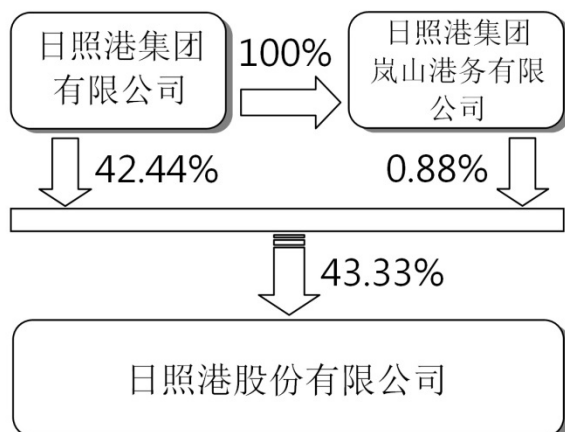 日照港集团
有限公司
100%
日照港集团
岚山港务有限
公司
42.44%
0.88%
43.33%
日照港股份有限公司